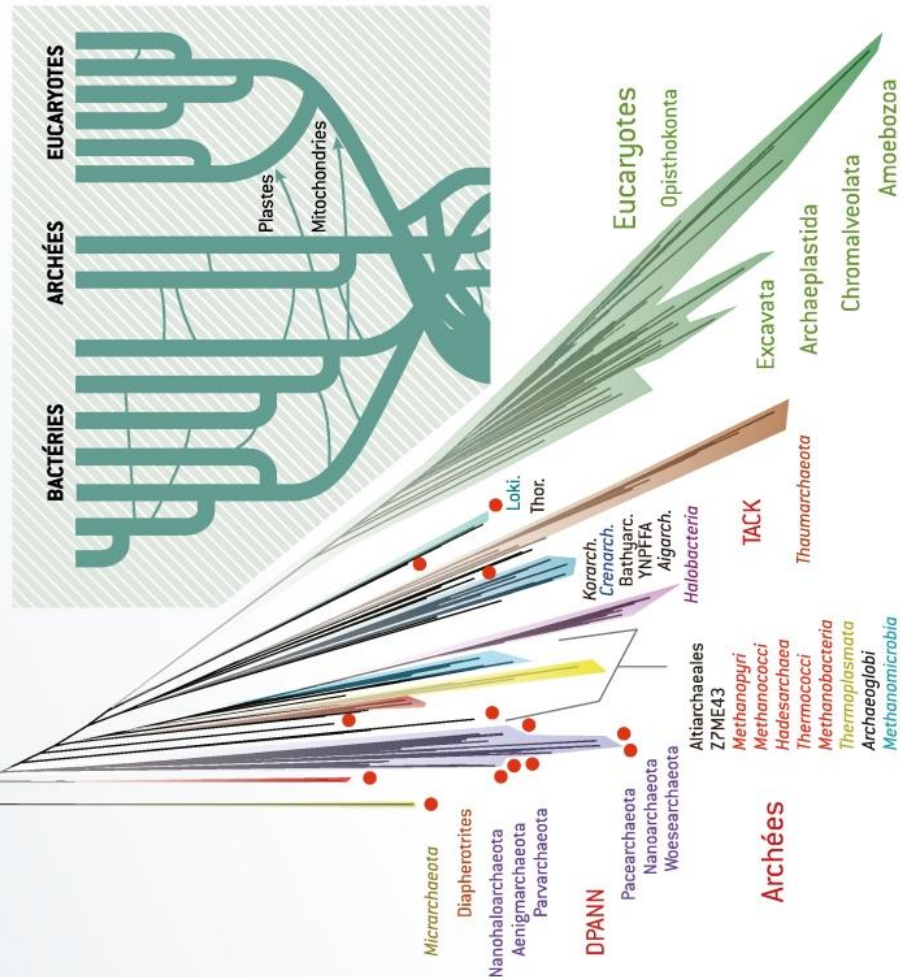 BACTÉRIES
ARCHÉES
EUCARYOTES
Plastes
Mitochondries
Eucaryotes
Opisthokonta
Excavata
Archaeplastida
Chromalveolata
Amoebozoa
Loki.
Thor.
Korarch.
Crenarch.
Bathyarc.
YNPFFA
Aigarch.
Halobacteria
TACK
Thaumarchaeota
Altiarchaeales
Z7ME43
Methanopyri
Methanococci
Hadesarchaea
Thermococci
Methanobacteria
Thermoplasmata
Archaeoglobi
Methanomicrobia
Micrarchaeota
Diapherotrites
Nanohaloarchaeota
Aenigmarchaeota
Parvarchaeota
DPANN
Pacearchaeota
Nanoarchaeota
Woesearchaeota
Archées